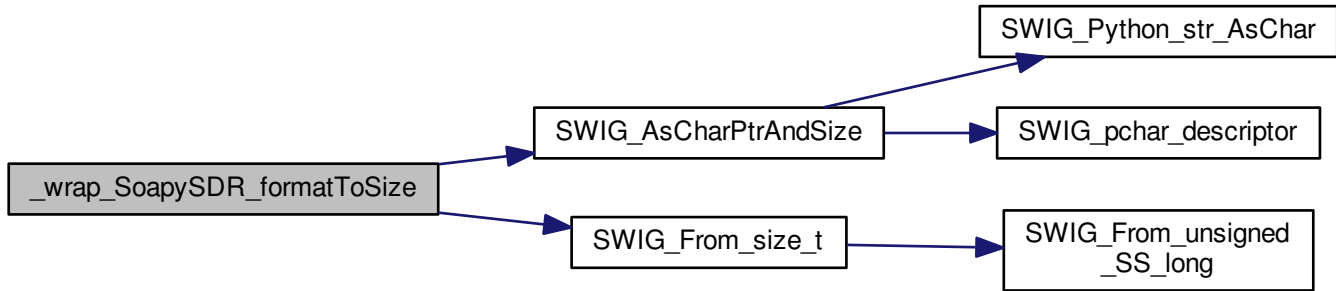 SWIG_Python_str_AsChar
SWIG_AsCharPtrAndSize
SWIG_pchar_descriptor
_wrap_SoapySDR_formatToSize
SWIG_From_size_t
SWIG_From_unsigned
_SS_long